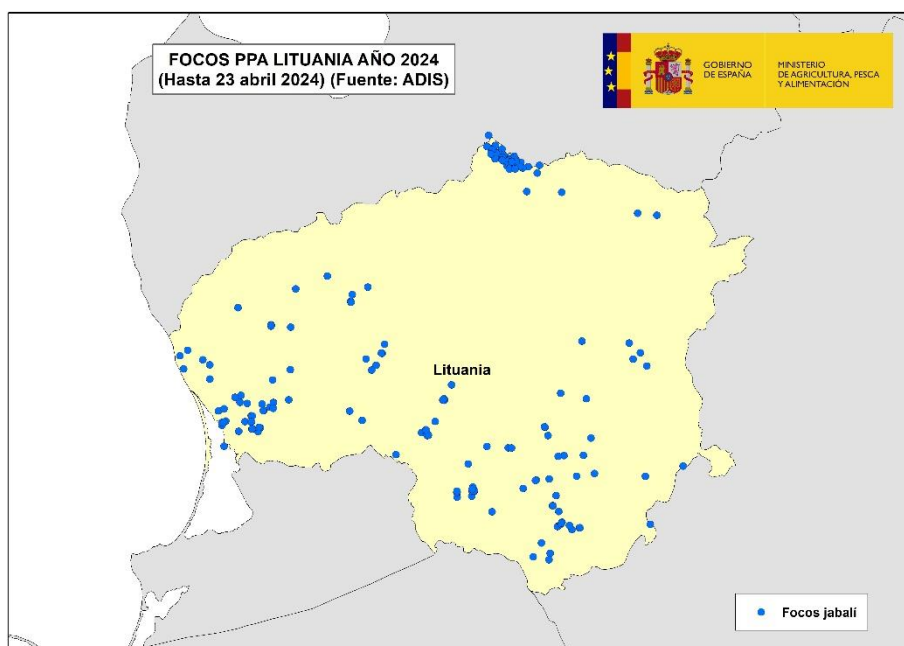 FOCOS PPA LITUANIA AÑO 2024
(Hasta 23 abril 2024) (Fuente: ADIS)
GOBIERNO
DE ESPAÑA
MINISTERIO
DE AGRICULTURA, PESCA
Y ALIMENTACIÓN
Lituania
Focos jabalí